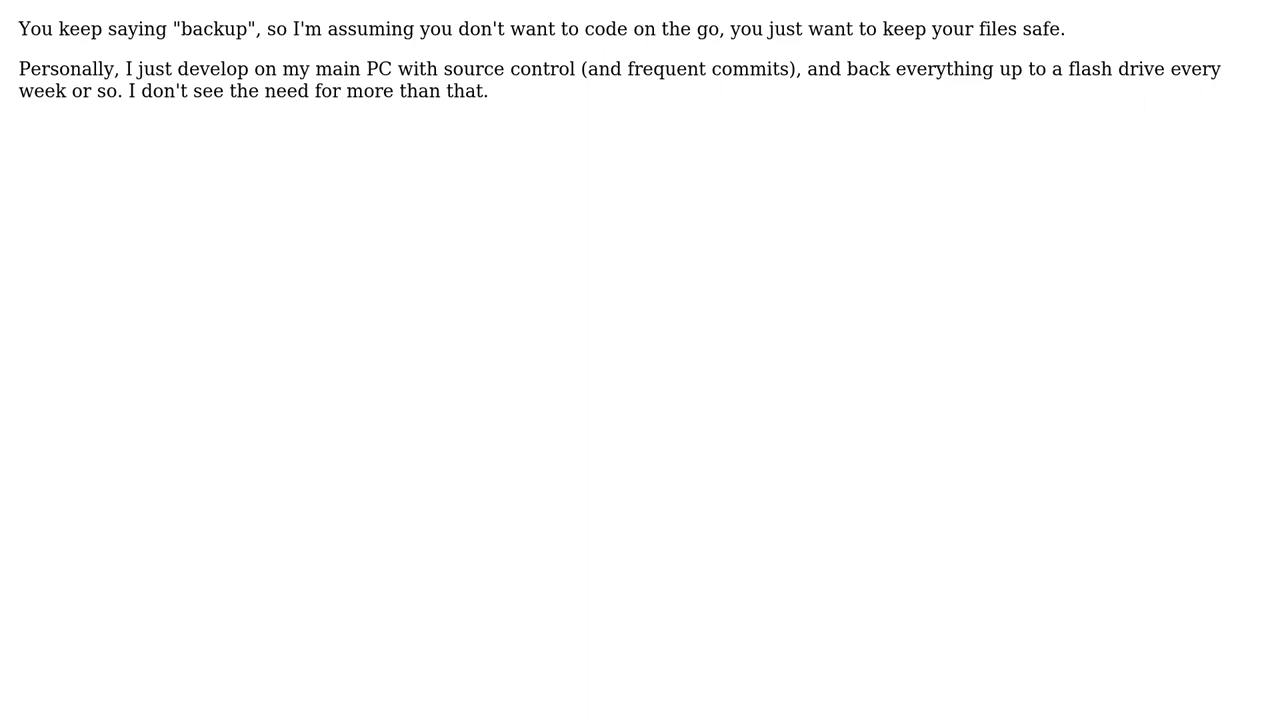 You keep saying "backup", so I'm assuming you don't want to code on the go, you just want to keep your files safe.
Personally, I just develop on my main PC with source control (and frequent commits), and back everything up to a flash drive every
week or so. I don't see the need for more than that.